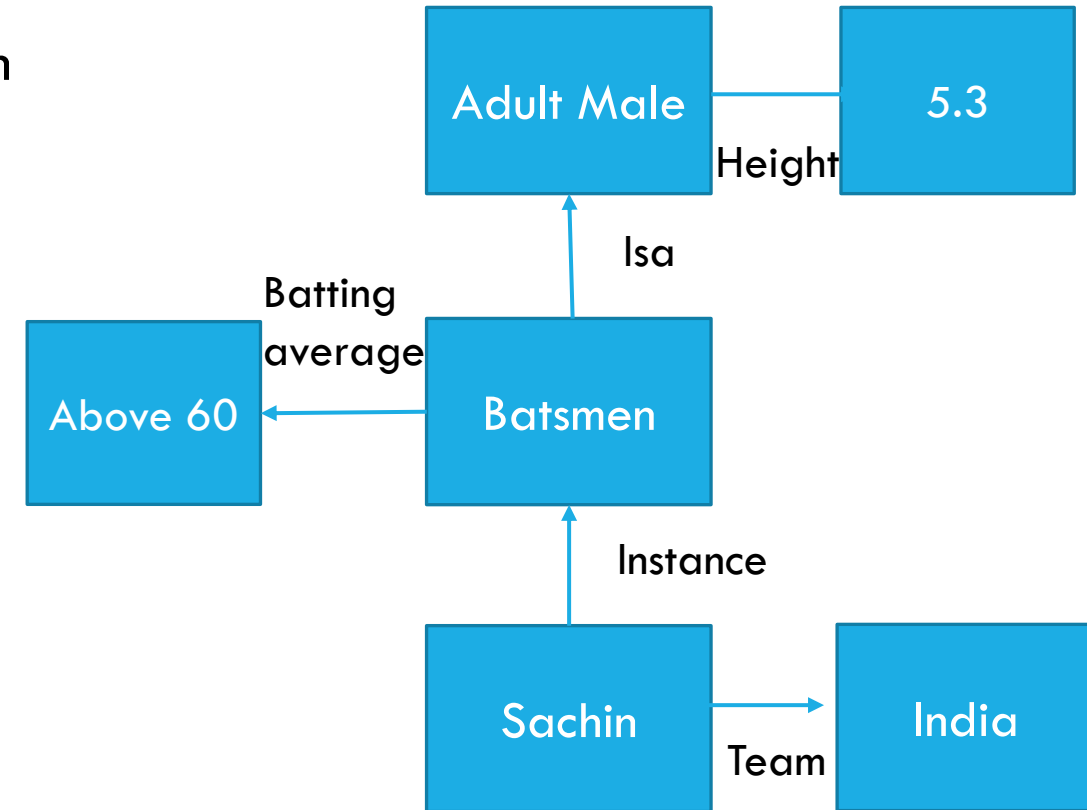 n
Adult Male
5.3
Height
Isa
Batting
average
Above 60
Batsmen
Instance
Sachin
India
Team